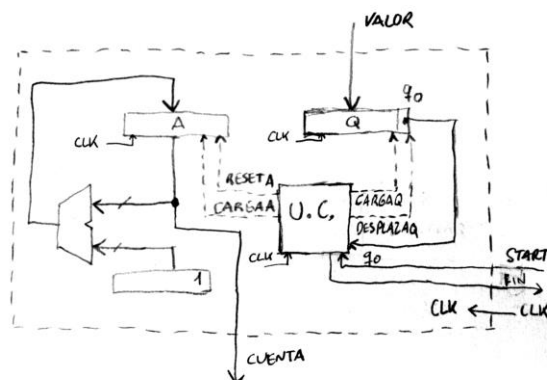 VALOR
q0
A
Q
CLK
CLK
RESETA
CARGAA
U.C.
CARGAQ
DESPLAZAQ
CLK
q0
START
FIN
1
CLK
CLK
CUENTA